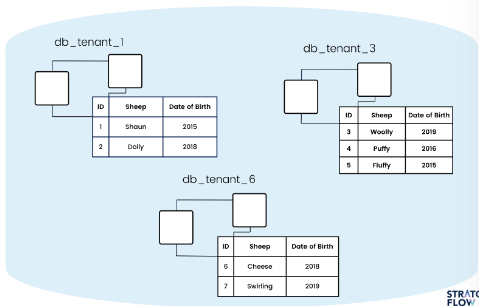 db_tenant_1
ID Sheep Date of Birth
1 Shaun 2015
2 Dolly 2018
db_tenant_3
ID Sheep Date of Birth
3 Woolly 2019
4 Puffy 2016
5 Fluffy 2015
db_tenant_6
ID Sheep Date of Birth
6 Cheese 2018
7 Swirling 2019
STRATO
FLOW